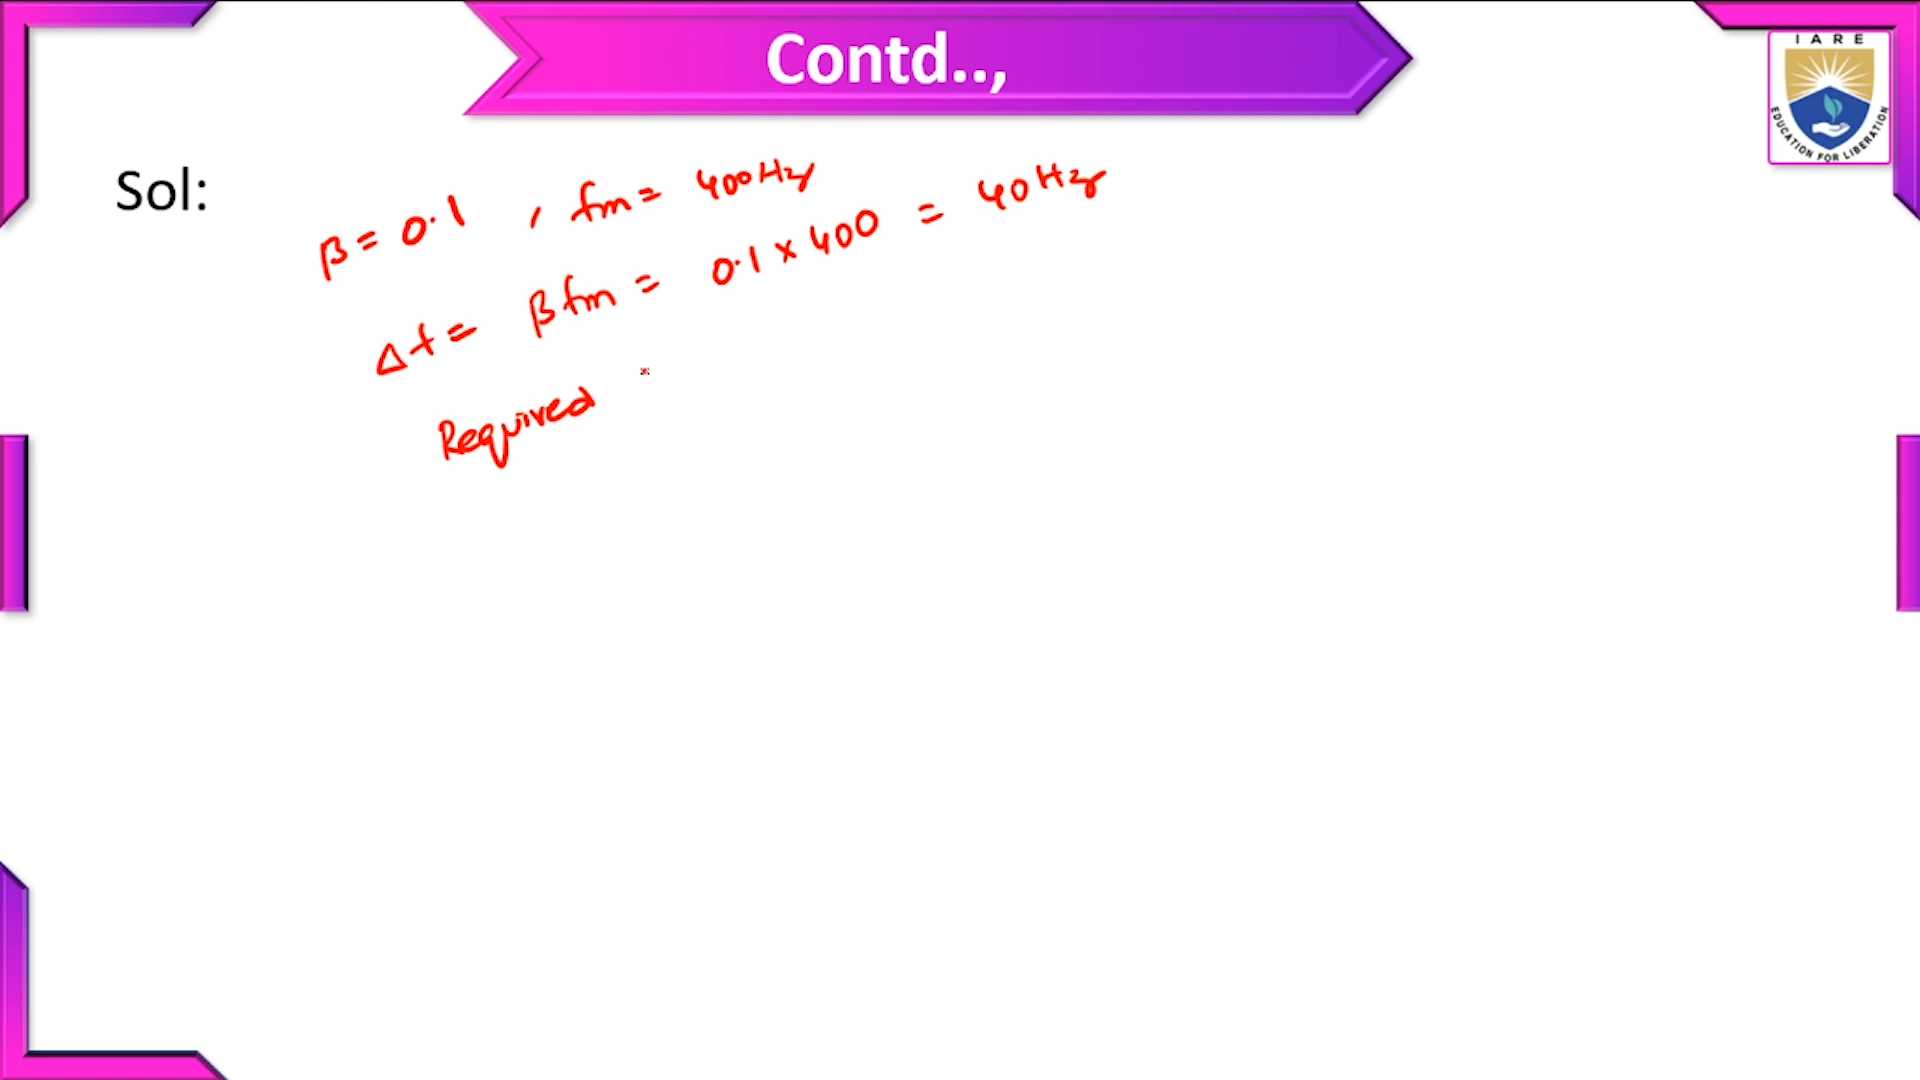 Contd..,
IARE
EDUCATION FOR LIBERATION
Sol:
β = 0.1 , fm = 400Hz
Δf = βfm = 0.1 × 400 = 40Hz
Required